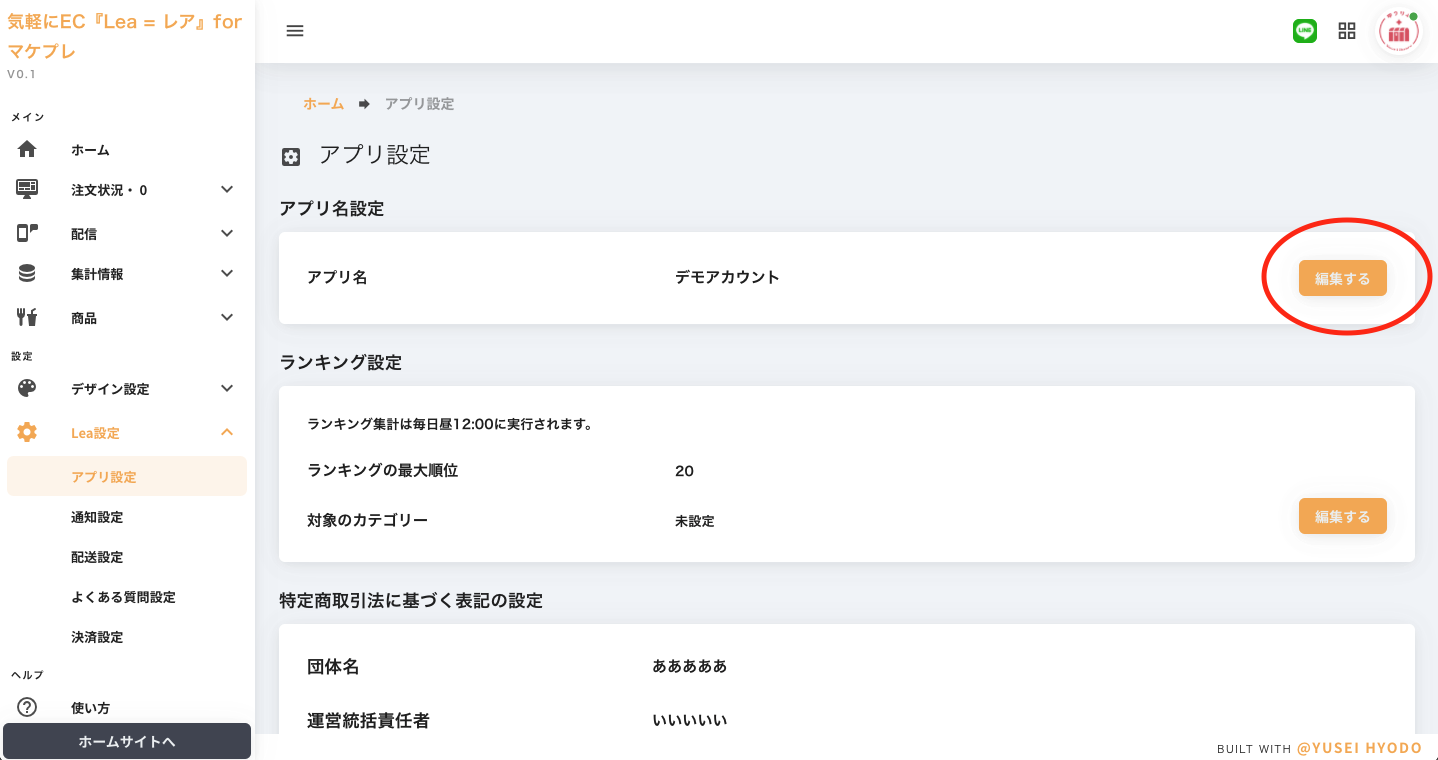 気軽にEC『Lea = レア』for
マケプレ
V0.1
メイン
ホーム
注文状況・ 0
配信
集計情報
商品
設定
デザイン設定
Lea設定
アプリ設定
通知設定
配送設定
よくある質問設定
決済設定
ヘルプ
使い方
ホームサイトへ
LINE
ホーム
アプリ設定
アプリ設定
アプリ名設定
アプリ名
デモアカウント
編集する
ランキング設定
ランキング集計は毎日昼12:00に実行されます。
ランキングの最大順位
20
対象のカテゴリー
未設定
編集する
特定商取引法に基づく表記の設定
団体名
あああああ
運営統括責任者
いいいいい
BUILT WITH @YUSEI HYODO